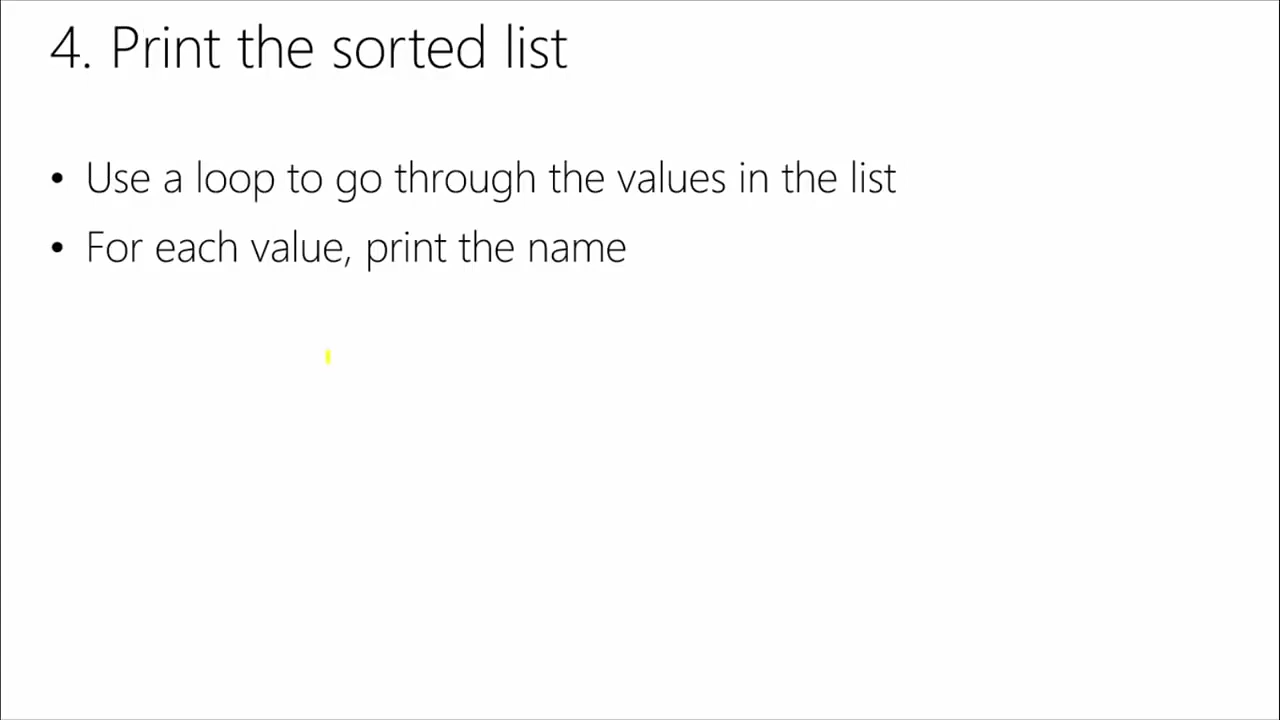 4. Print the sorted list
• Use a loop to go through the values in the list
• For each value, print the name